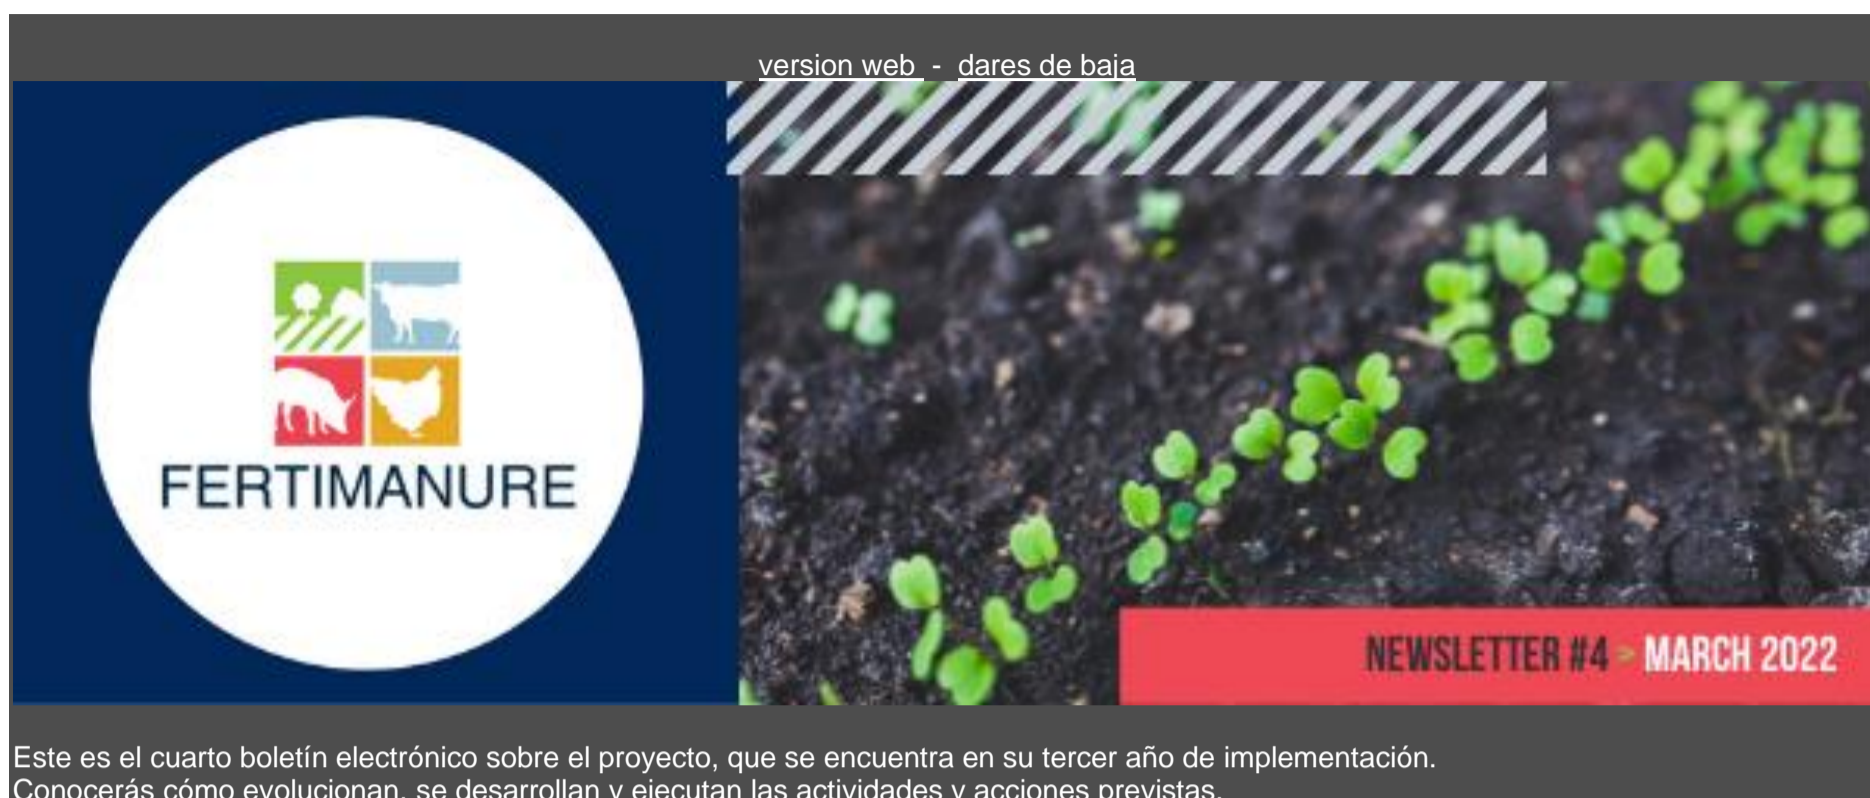 version web - dares de baja
FERTIMANURE
NEWSLETTER #4 > MARCH 2022
Este es el cuarto boletín electrónico sobre el proyecto, que se encuentra en su tercer año de implementación.
Conocerás cómo evolucionan, se desarrollan y ejecutan las actividades y acciones previstas.